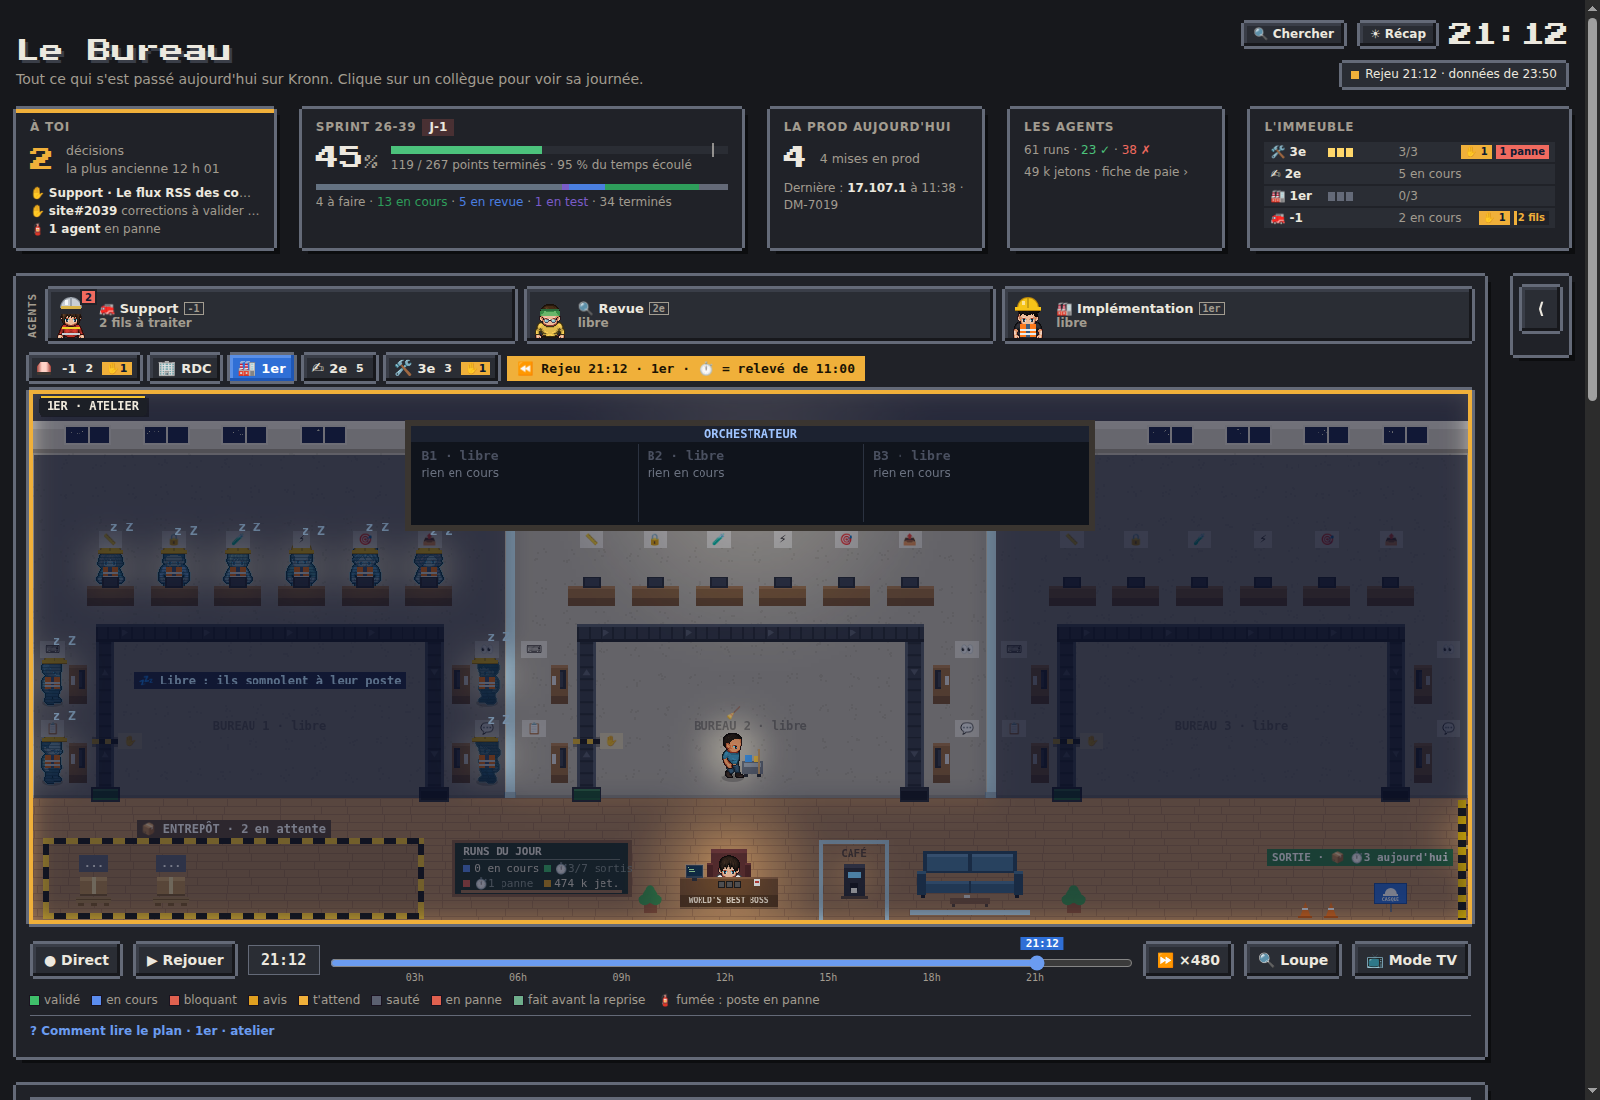 Le Bureau
Tout ce qui s'est passé aujourd'hui sur Kronn. Clique sur un collègue pour voir sa journée.
Chercher
Récap
21:12
Rejeu 21:12 · données de 23:50
À TOI
2
décisions
la plus ancienne 12 h 01
Support · Le flux RSS des co...
site#2039 corrections à valider ...
1 agent en panne
SPRINT 26-39 J-1
45%
119 / 267 points terminés · 95 % du temps écoulé
4 à faire · 13 en cours · 5 en revue · 1 en test · 34 terminés
LA PROD AUJOURD'HUI
4 4 mises en prod
Dernière : 17.107.1 à 11:38 ·
DM-7019
LES AGENTS
61 runs · 23 ✓ · 38 ✗
49 k jetons · fiche de paie ›
L'IMMEUBLE
3e 3/3 1 1 panne
2e 5 en cours
1er 0/3
-1 2 en cours 1 2 fils
AGENTS
2
Support -1
2 fils à traiter
Revue 2e
libre
Implémentation 1er
libre
-1 2 1
RDC
1er
2e 5
3e 3 1
Rejeu 21:12 · 1er · = relevé de 11:00
1ER · ATELIER
ORCHESTRATEUR
B1 · libre
rien en cours
B2 · libre
rien en cours
B3 · libre
rien en cours
z Z z Z z Z z Z z Z z Z
z Z z Z
Libre : ils somnolent à leur poste
z Z z Z
BUREAU 1 · libre
BUREAU 2 · libre
BUREAU 3 · libre
ENTREPÔT · 2 en attente
... ...
RUNS DU JOUR
0 en cours 3/7 sortis
1 panne 474 k jet.
WORLD'S BEST BOSS
CAFÉ
SORTIE · 3 aujourd'hui
CASQUE
Direct
Rejouer
21:12
21:12
03h 06h 09h 12h 15h 18h 21h
×480
Loupe
Mode TV
validé en cours bloquant avis t'attend sauté en panne fait avant la reprise fumée : poste en panne
? Comment lire le plan · 1er · atelier